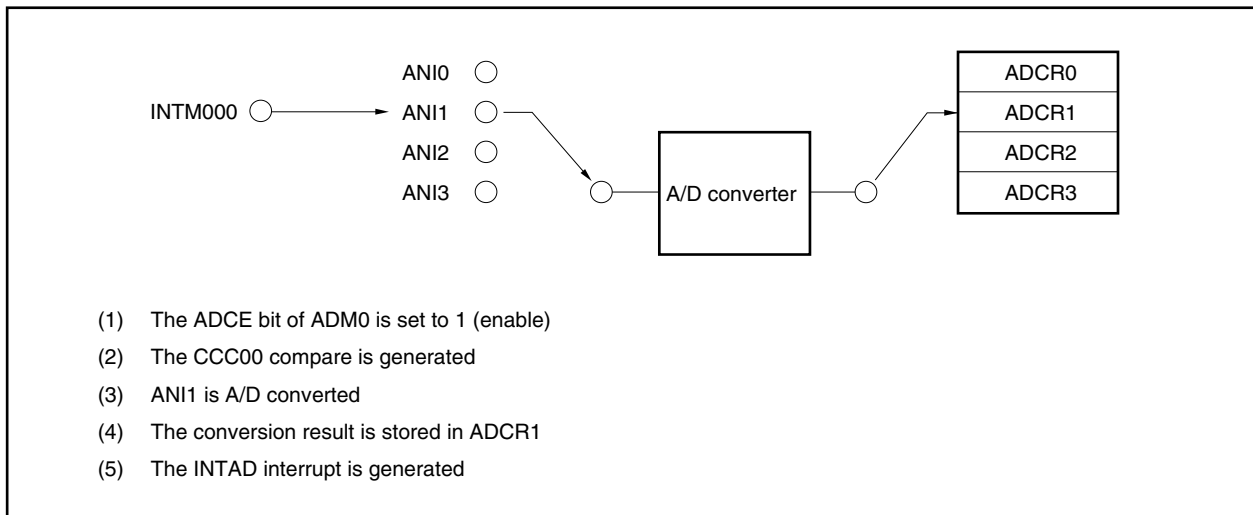 ANI0
INTM000
ANI1
ANI2
ANI3
A/D converter
ADCR0
ADCR1
ADCR2
ADCR3
(1) The ADCE bit of ADM0 is set to 1 (enable)
(2) The CCC00 compare is generated
(3) ANI1 is A/D converted
(4) The conversion result is stored in ADCR1
(5) The INTAD interrupt is generated